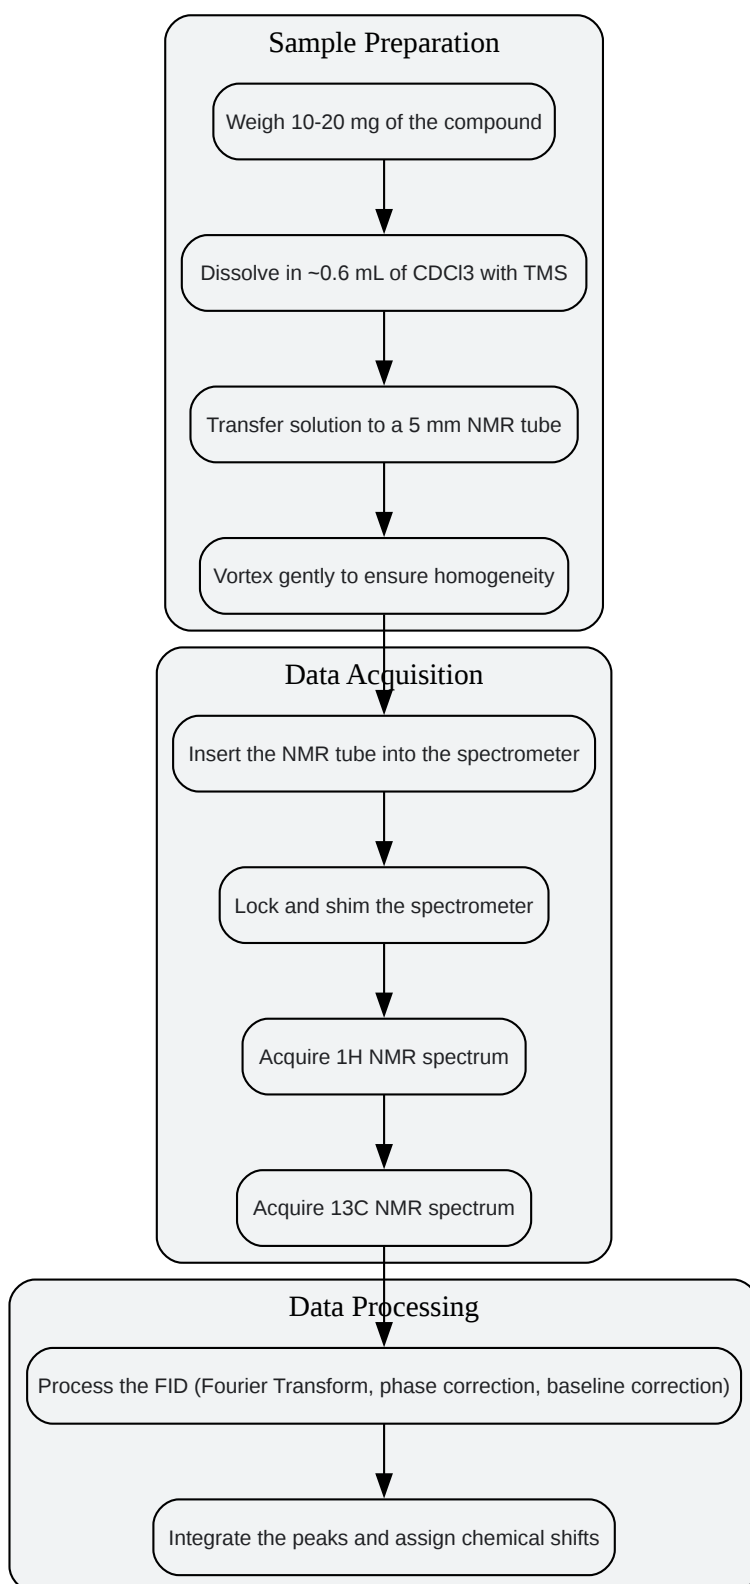 Sample Preparation
Weigh 10-20 mg of the compound
Dissolve in ~0.6 mL of CDCl3 with TMS
Transfer solution to a 5 mm NMR tube
Vortex gently to ensure homogeneity
Data Acquisition
Insert the NMR tube into the spectrometer
Lock and shim the spectrometer
Acquire 1H NMR spectrum
Acquire 13C NMR spectrum
Data Processing
Process the FID (Fourier Transform, phase correction, baseline correction)
Integrate the peaks and assign chemical shifts